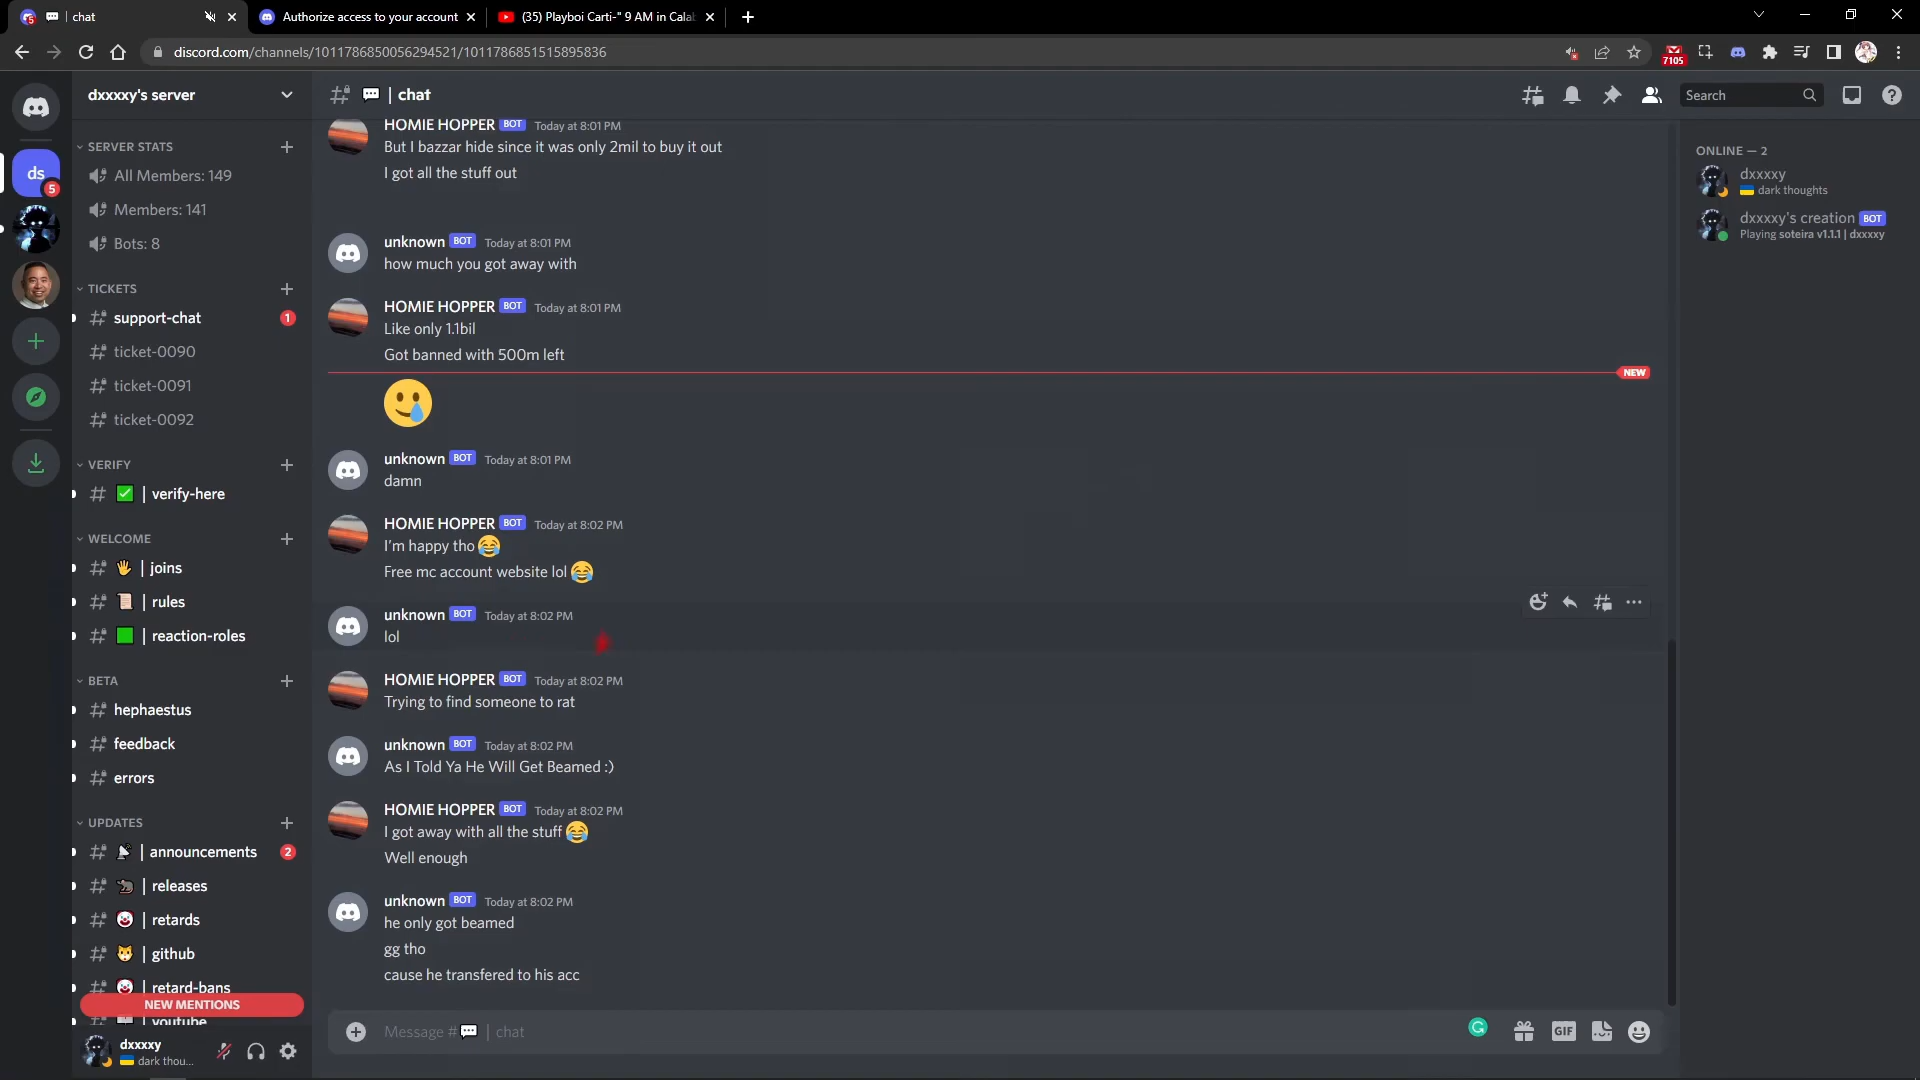 | chat
Authorize access to your account
(35) Playboi Carti-" 9 AM in Calab
discord.com/channels/1011786850056294521/1011786851515895836
7105
dxxxxy's server
| chat
Search
SERVER STATS
All Members: 149
Members: 141
Bots: 8
TICKETS
support-chat 1
ticket-0090
ticket-0091
ticket-0092
VERIFY
| verify-here
WELCOME
| joins
| rules
| reaction-roles
BETA
hephaestus
feedback
errors
UPDATES
| announcements 2
| releases
| retards
| github
| retard-bans
NEW MENTIONS
| youtube
dxxxxy
dark thou...
ds
5
HOMIE HOPPER BOT Today at 8:01 PM
But I bazzar hide since it was only 2mil to buy it out
I got all the stuff out
unknown BOT Today at 8:01 PM
how much you got away with
HOMIE HOPPER BOT Today at 8:01 PM
Like only 1.1bil
Got banned with 500m left
NEW
unknown BOT Today at 8:01 PM
damn
HOMIE HOPPER BOT Today at 8:02 PM
I'm happy tho
Free mc account website lol
unknown BOT Today at 8:02 PM
lol
HOMIE HOPPER BOT Today at 8:02 PM
Trying to find someone to rat
unknown BOT Today at 8:02 PM
As I Told Ya He Will Get Beamed :)
HOMIE HOPPER BOT Today at 8:02 PM
I got away with all the stuff
Well enough
unknown BOT Today at 8:02 PM
he only got beamed
gg tho
cause he transfered to his acc
Message # | chat
GIF
ONLINE — 2
dxxxxy
dark thoughts
dxxxxy's creation BOT
Playing soteira v1.1.1 | dxxxxy